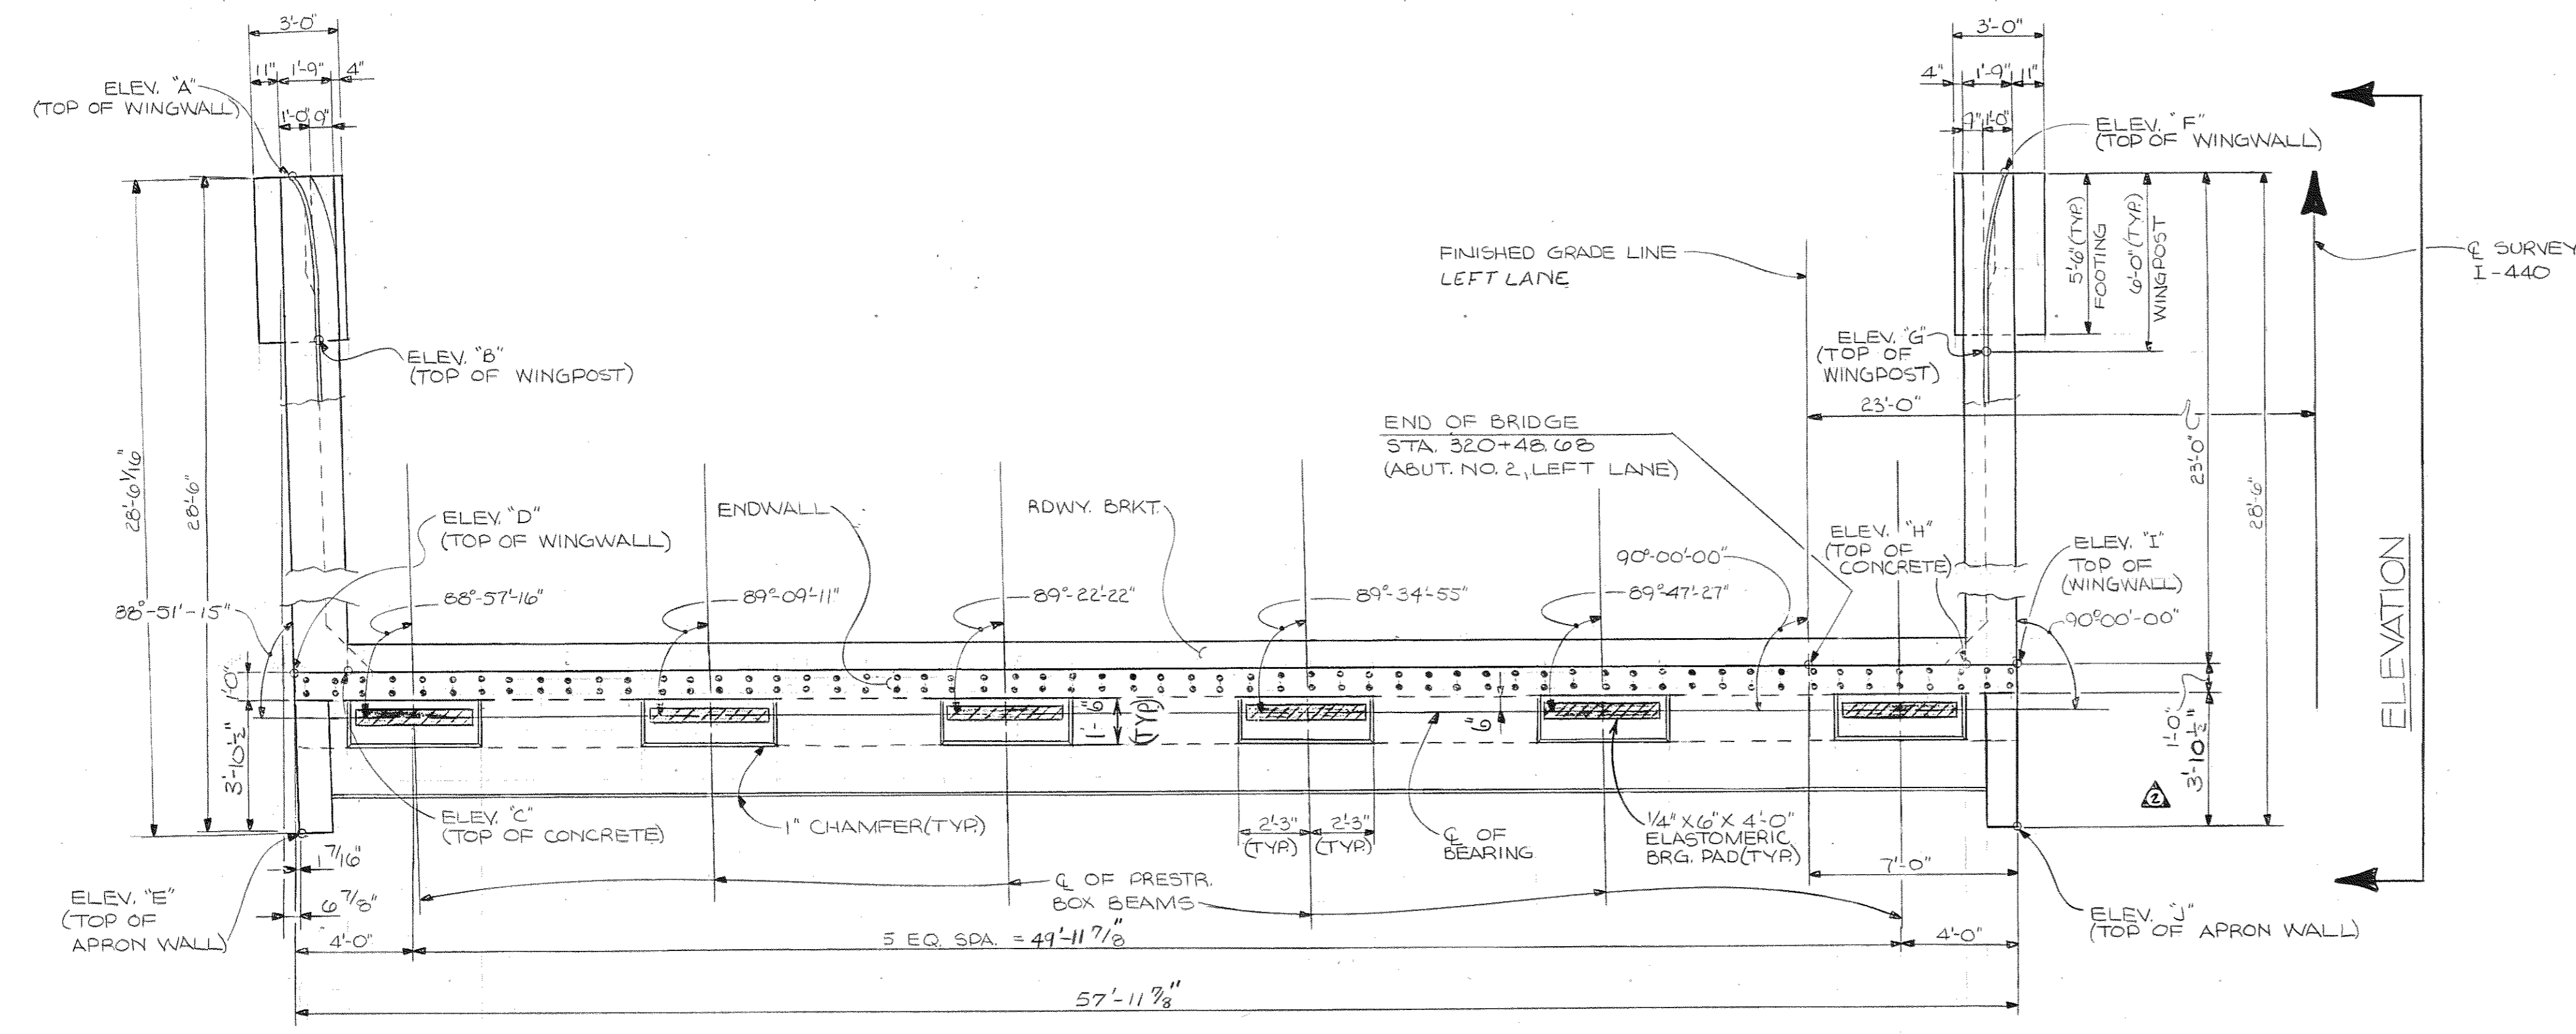 3'-0"
11" 1'-9" 4"
1'-0" 9"
ELEV. "A"
(TOP OF WINGWALL)
3'-0"
4" 1'-9" 11"
9" 1'-0"
ELEV. "F"
(TOP OF WINGWALL)
FINISHED GRADE LINE
LEFT LANE
5'-6" (TYP.)
FOOTING
6'-0" (TYP.)
WINGPOST
℄ SURVEY
I-440
ELEV. "B"
(TOP OF WINGPOST)
ELEV. "G"
(TOP OF
WINGPOST)
23'-0"
END OF BRIDGE
STA. 320+48.68
(ABUT. NO. 2, LEFT LANE)
28'-6 1/16"
28'-6"
23'-0"
28'-6"
ELEV. "D"
(TOP OF WINGWALL)
ENDWALL
RDWY. BRKT.
ELEV. "H"
(TOP OF
CONCRETE)
ELEV. "I"
TOP OF
(WINGWALL)
ELEVATION
88°-51'-15"
88°-57'-16"
89°-09'-11"
89°-22'-22"
89°-34'-55"
89°-47'-27"
90°-00'-00"
90°00'-00"
1'-0"
3'-10½"
1'-6"
(TYP.)
6"
1'-0"
3'-10½"
2
ELEV. "C"
(TOP OF CONCRETE)
1" CHAMFER (TYP.)
2'-3"
(TYP.)
2'-3"
(TYP.)
℄ OF
BEARING
1/4" X 6" X 4'-0"
ELASTOMERIC
BRG. PAD (TYP.)
1 7/16"
6 7/8"
7'-0"
ELEV. "E"
(TOP OF
APRON WALL)
℄ OF PRESTR.
BOX BEAMS
ELEV. "J"
(TOP OF APRON WALL)
4'-0"
5 EQ. SPA. = 49'-11 7/8"
4'-0"
57'-11 7/8"